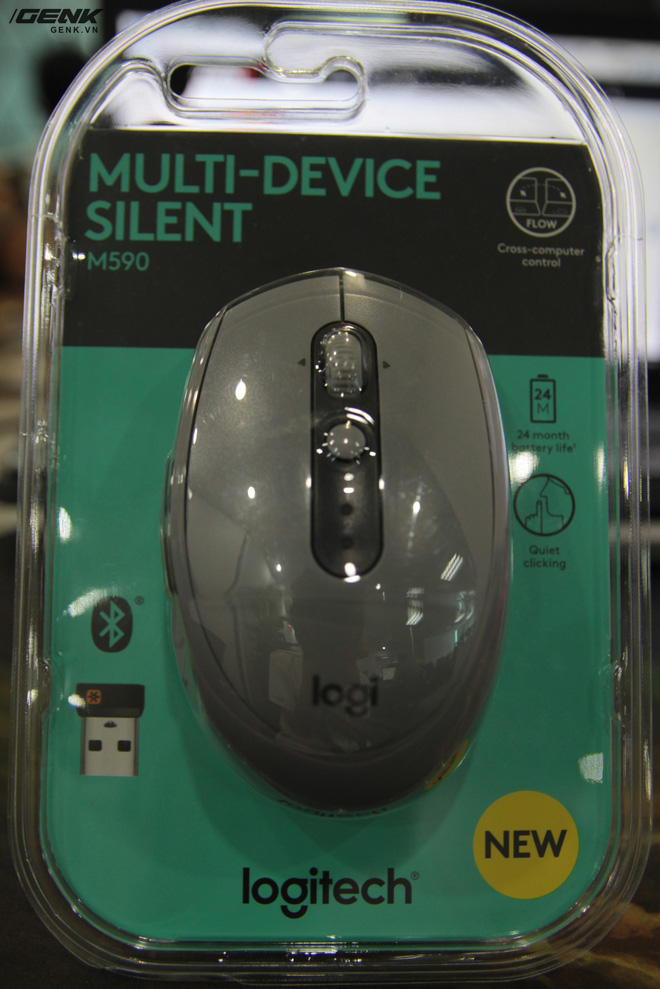 GENK
GENK.VN
MULTI-DEVICE
SILENT
M590
FLOW
Cross-computer
control
24
M
24 month
battery life¹
Quiet
clicking
®
logi
logitech®
NEW